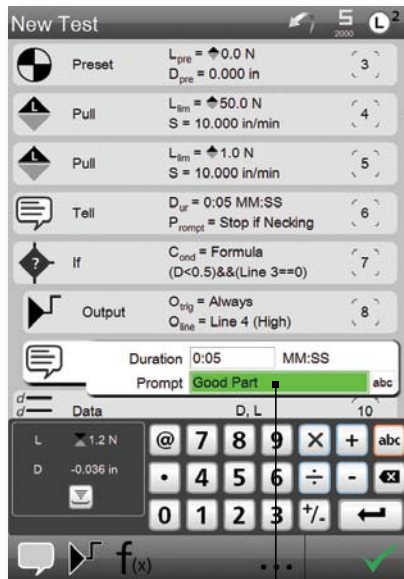 New Test
5
2000
L2
Preset
Lpre = 0.0 N
Dpre = 0.000 in
3
Pull
Llim = 50.0 N
S = 10.000 in/min
4
L
Pull
Llim = 1.0 N
S = 10.000 in/min
5
L
Tell
Dur = 0:05 MM:SS
Prompt = Stop if Necking
6
?
If
Cond = Formula
(D<0.5)&&(Line 3==0)
7
Output
Otrig = Always
Oline = Line 4 (High)
8
Duration 0:05 MM:SS
Prompt Good Part abc
d
d
Data D, L 10
L 1.2 N
D -0.036 in
@ 7 8 9 × + abc
• 4 5 6 ÷ -
0 1 2 3 +/-
f(x) ...